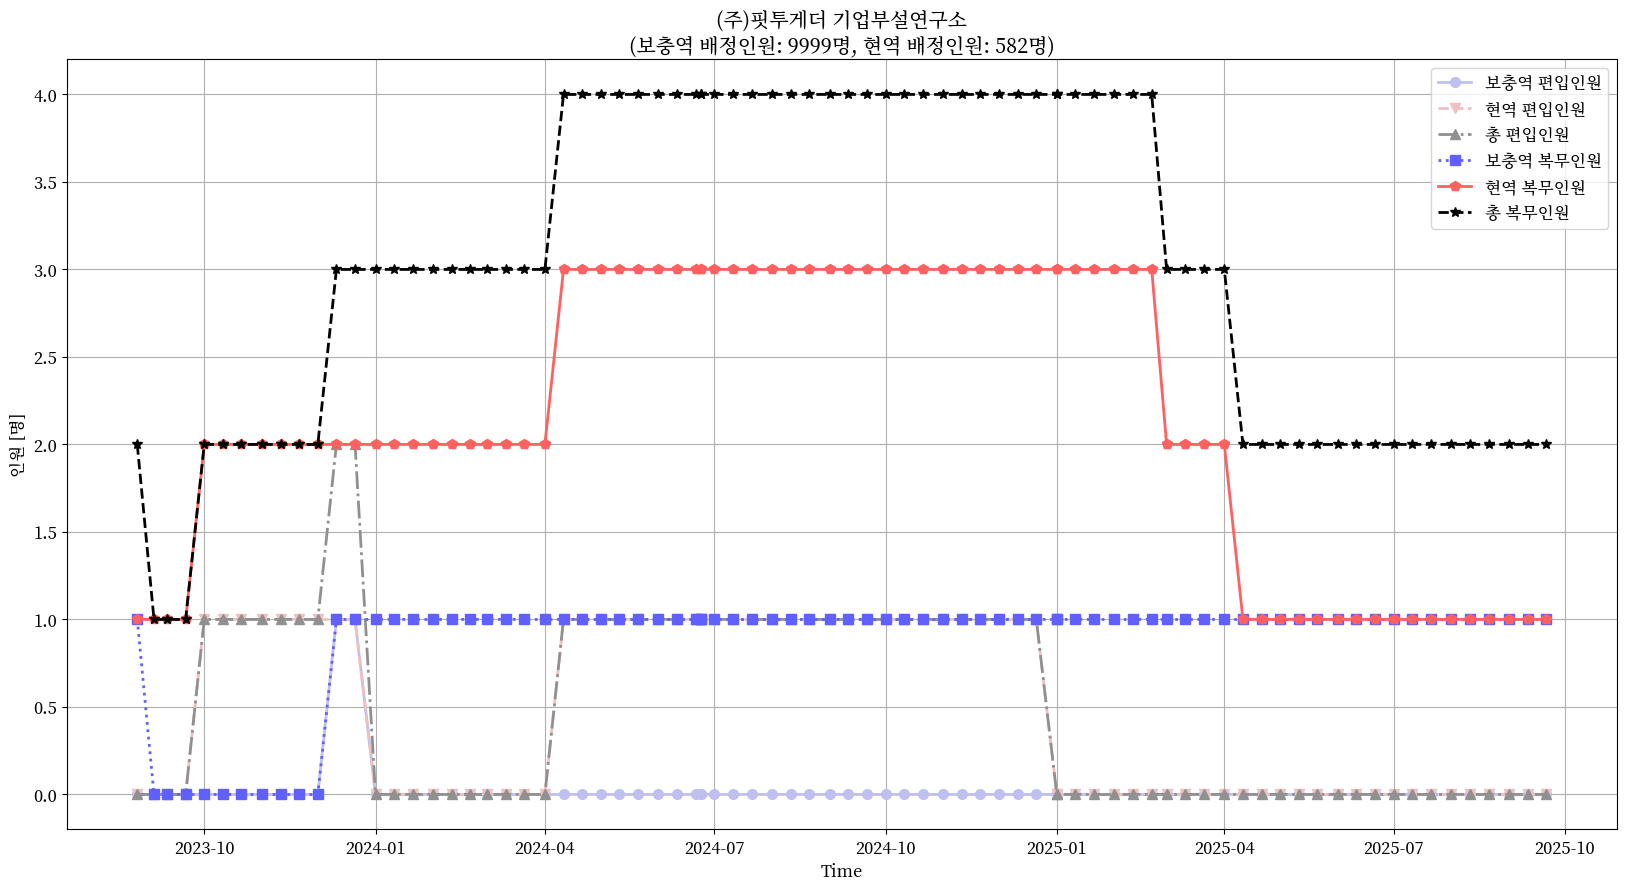 (주)핏투게더 기업부설연구소
(보충역 배정인원: 9999명, 현역 배정인원: 582명)
보충역 편입인원
현역 편입인원
총 편입인원
보충역 복무인원
현역 복무인원
총 복무인원
인원 [명]
4.0
3.5
3.0
2.5
2.0
1.5
1.0
0.5
0.0
2023-10
2024-01
2024-04
2024-07
2024-10
2025-01
2025-04
2025-07
2025-10
Time